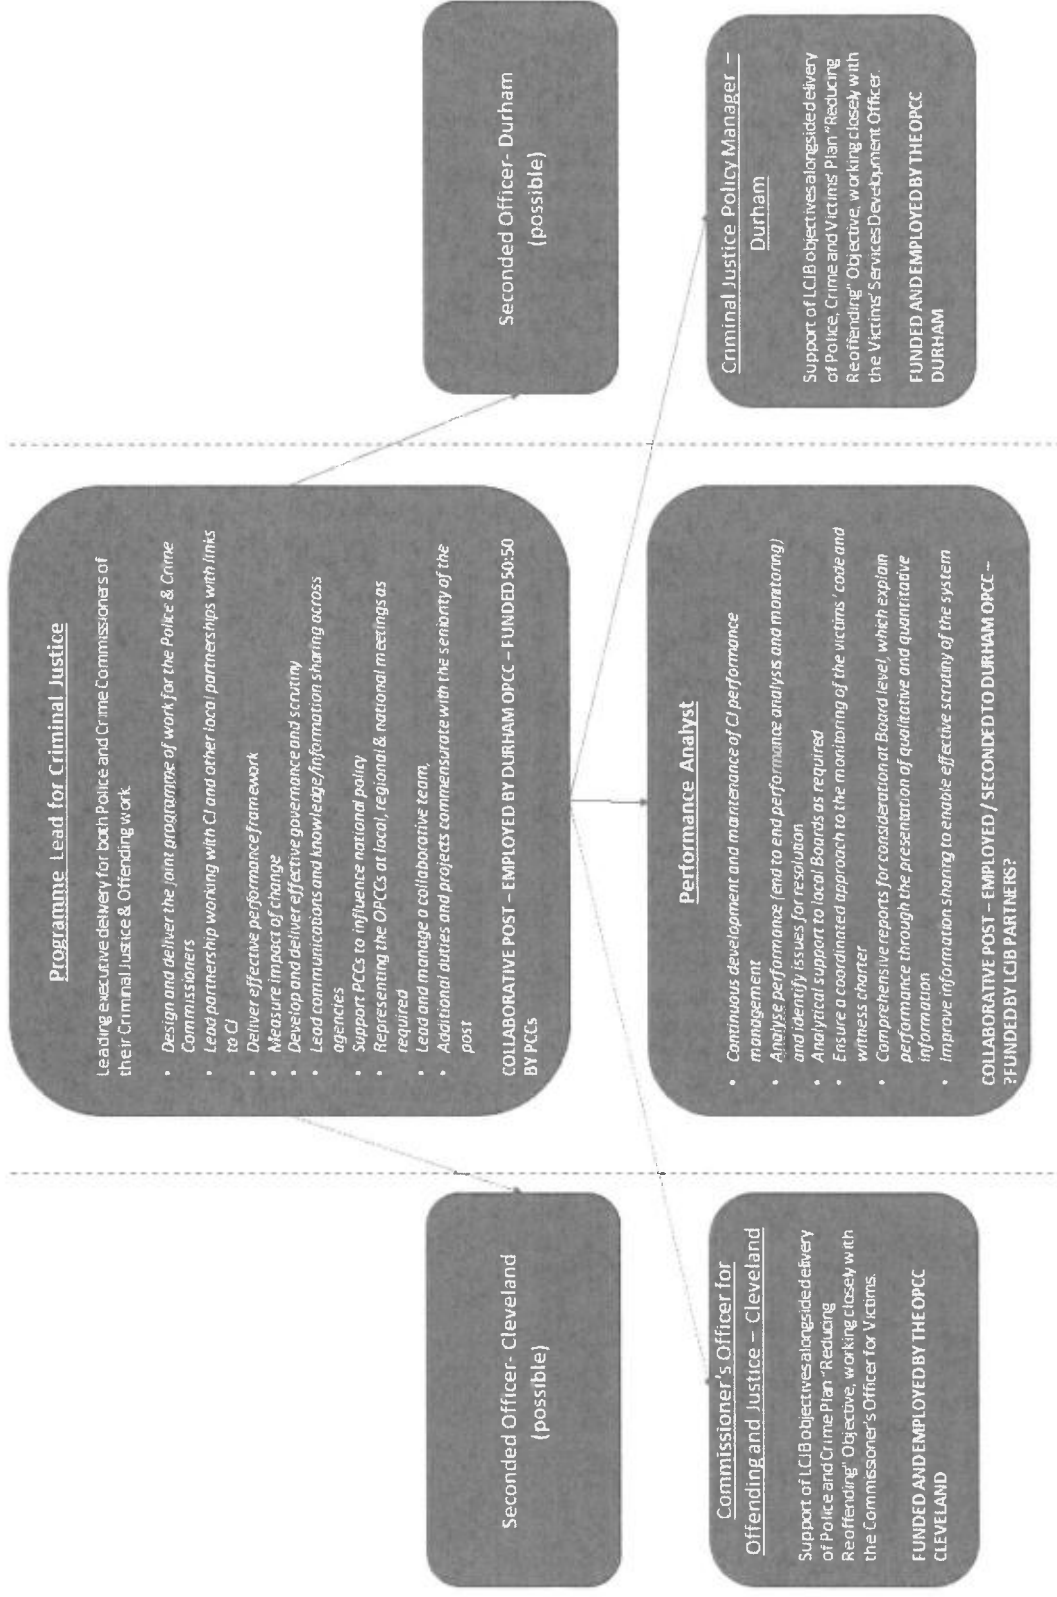 Programme Lead for Criminal Justice
Leading executive delivery for both Police and Crime Commissioners of
their Criminal Justice & Offending work.
• Design and deliver the joint programme of work for the Police & Crime
Commissioners
• Lead partnership working with CJ and other local partnerships with links
to CJ
• Deliver effective performance framework
• Measure impact of change
• Develop and deliver effective governance and scrutiny
• Lead communications and knowledge/information sharing across
agencies
• Support PCCs to influence national policy
• Representing the OPCCs at local, regional & national meetings as
required
• Lead and manage a collaborative team,
• Additional duties and projects commensurate with the seniority of the
post
COLLABORATIVE POST – EMPLOYED BY DURHAM OPCC – FUNDED 50:50
BY PCCs
Seconded Officer- Cleveland
(possible)
Seconded Officer- Durham
(possible)
Commissioner's Officer for
Offending and Justice – Cleveland
Support of LCJB objectives alongside delivery
of Police and Crime Plan "Reducing
Reoffending" Objective, working closely with
the Commissioner's Officer for Victims.
FUNDED AND EMPLOYED BY THE OPCC
CLEVELAND
Performance Analyst
• Continuous development and maintenance of CJ performance
management
• Analyse performance (end to end performance analysis and monitoring)
and identify issues for resolution
• Analytical support to local Boards as required
• Ensure a coordinated approach to the monitoring of the victims' code and
witness charter
• Comprehensive reports for consideration at Board level, which explain
performance through the presentation of qualitative and quantitative
information
• Improve information sharing to enable effective scrutiny of the system
COLLABORATIVE POST – EMPLOYED / SECONDED TO DURHAM OPCC –
?FUNDED BY LCJB PARTNERS?
Criminal Justice Policy Manager –
Durham
Support of LCJB objectives alongside delivery
of Police, Crime and Victims' Plan "Reducing
Reoffending" Objective, working closely with
the Victims' Services Development Officer.
FUNDED AND EMPLOYED BY THE OPCC
DURHAM